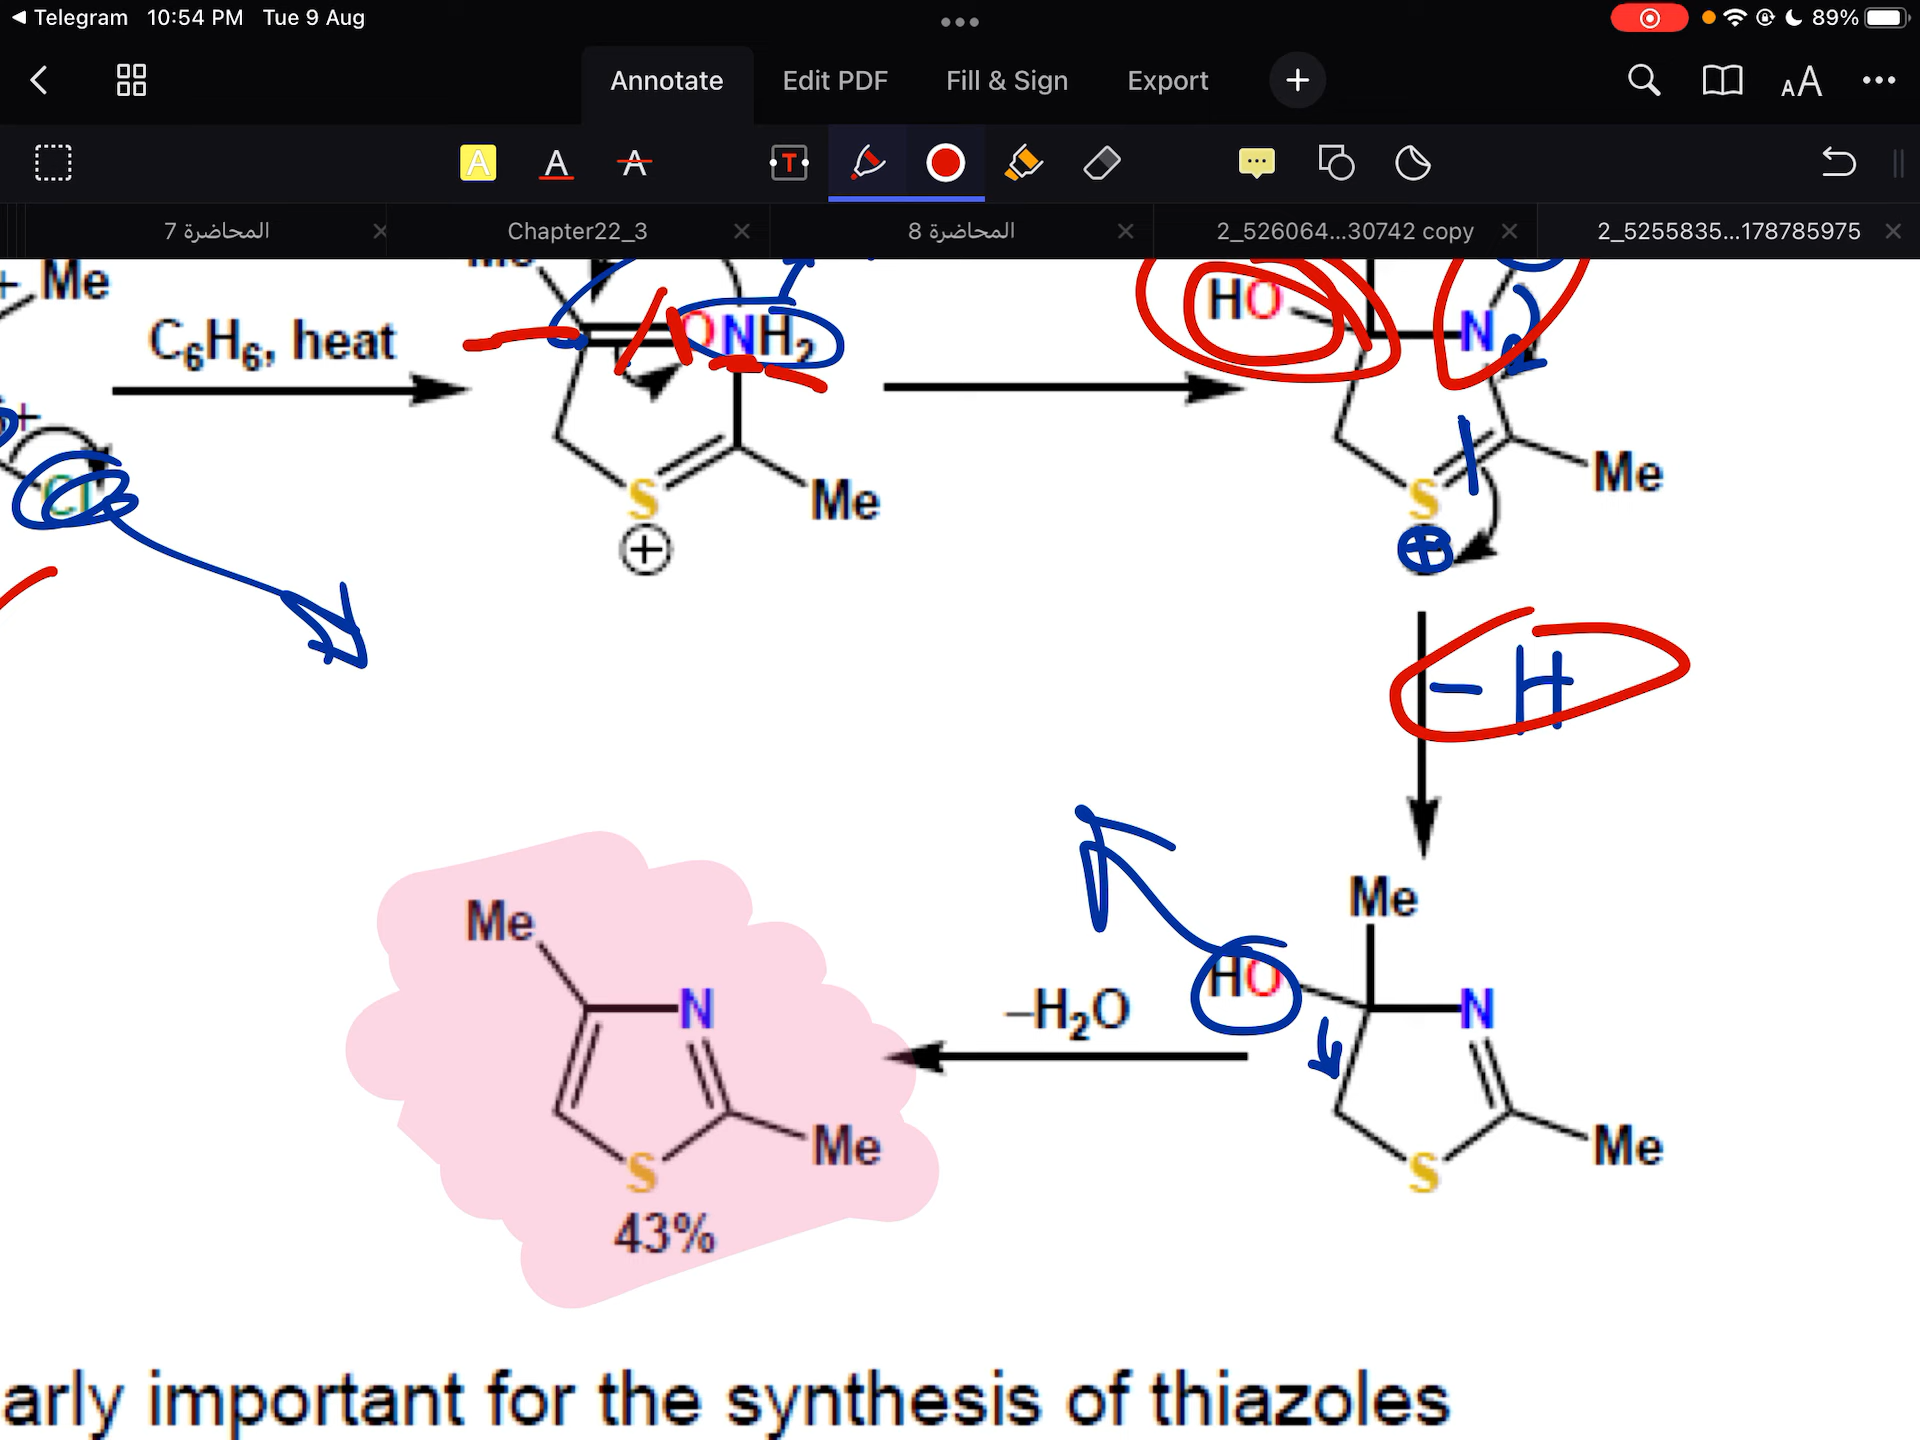 Telegram 10:54 PM Tue 9 Aug 89%
Annotate Edit PDF Fill & Sign Export
A A A T AA
المحاضرة 7 Chapter22_3 المحاضرة 8 2_526064...30742 copy 2_5255835...178785975
+ Me
C₆H₆, heat
O NH₂
HO N
+
Cl
S Me
+
S Me
+
- H
Me
Me
HO
N
–H₂O
N
Me
S
Me
S
43%
arly important for the synthesis of thiazoles